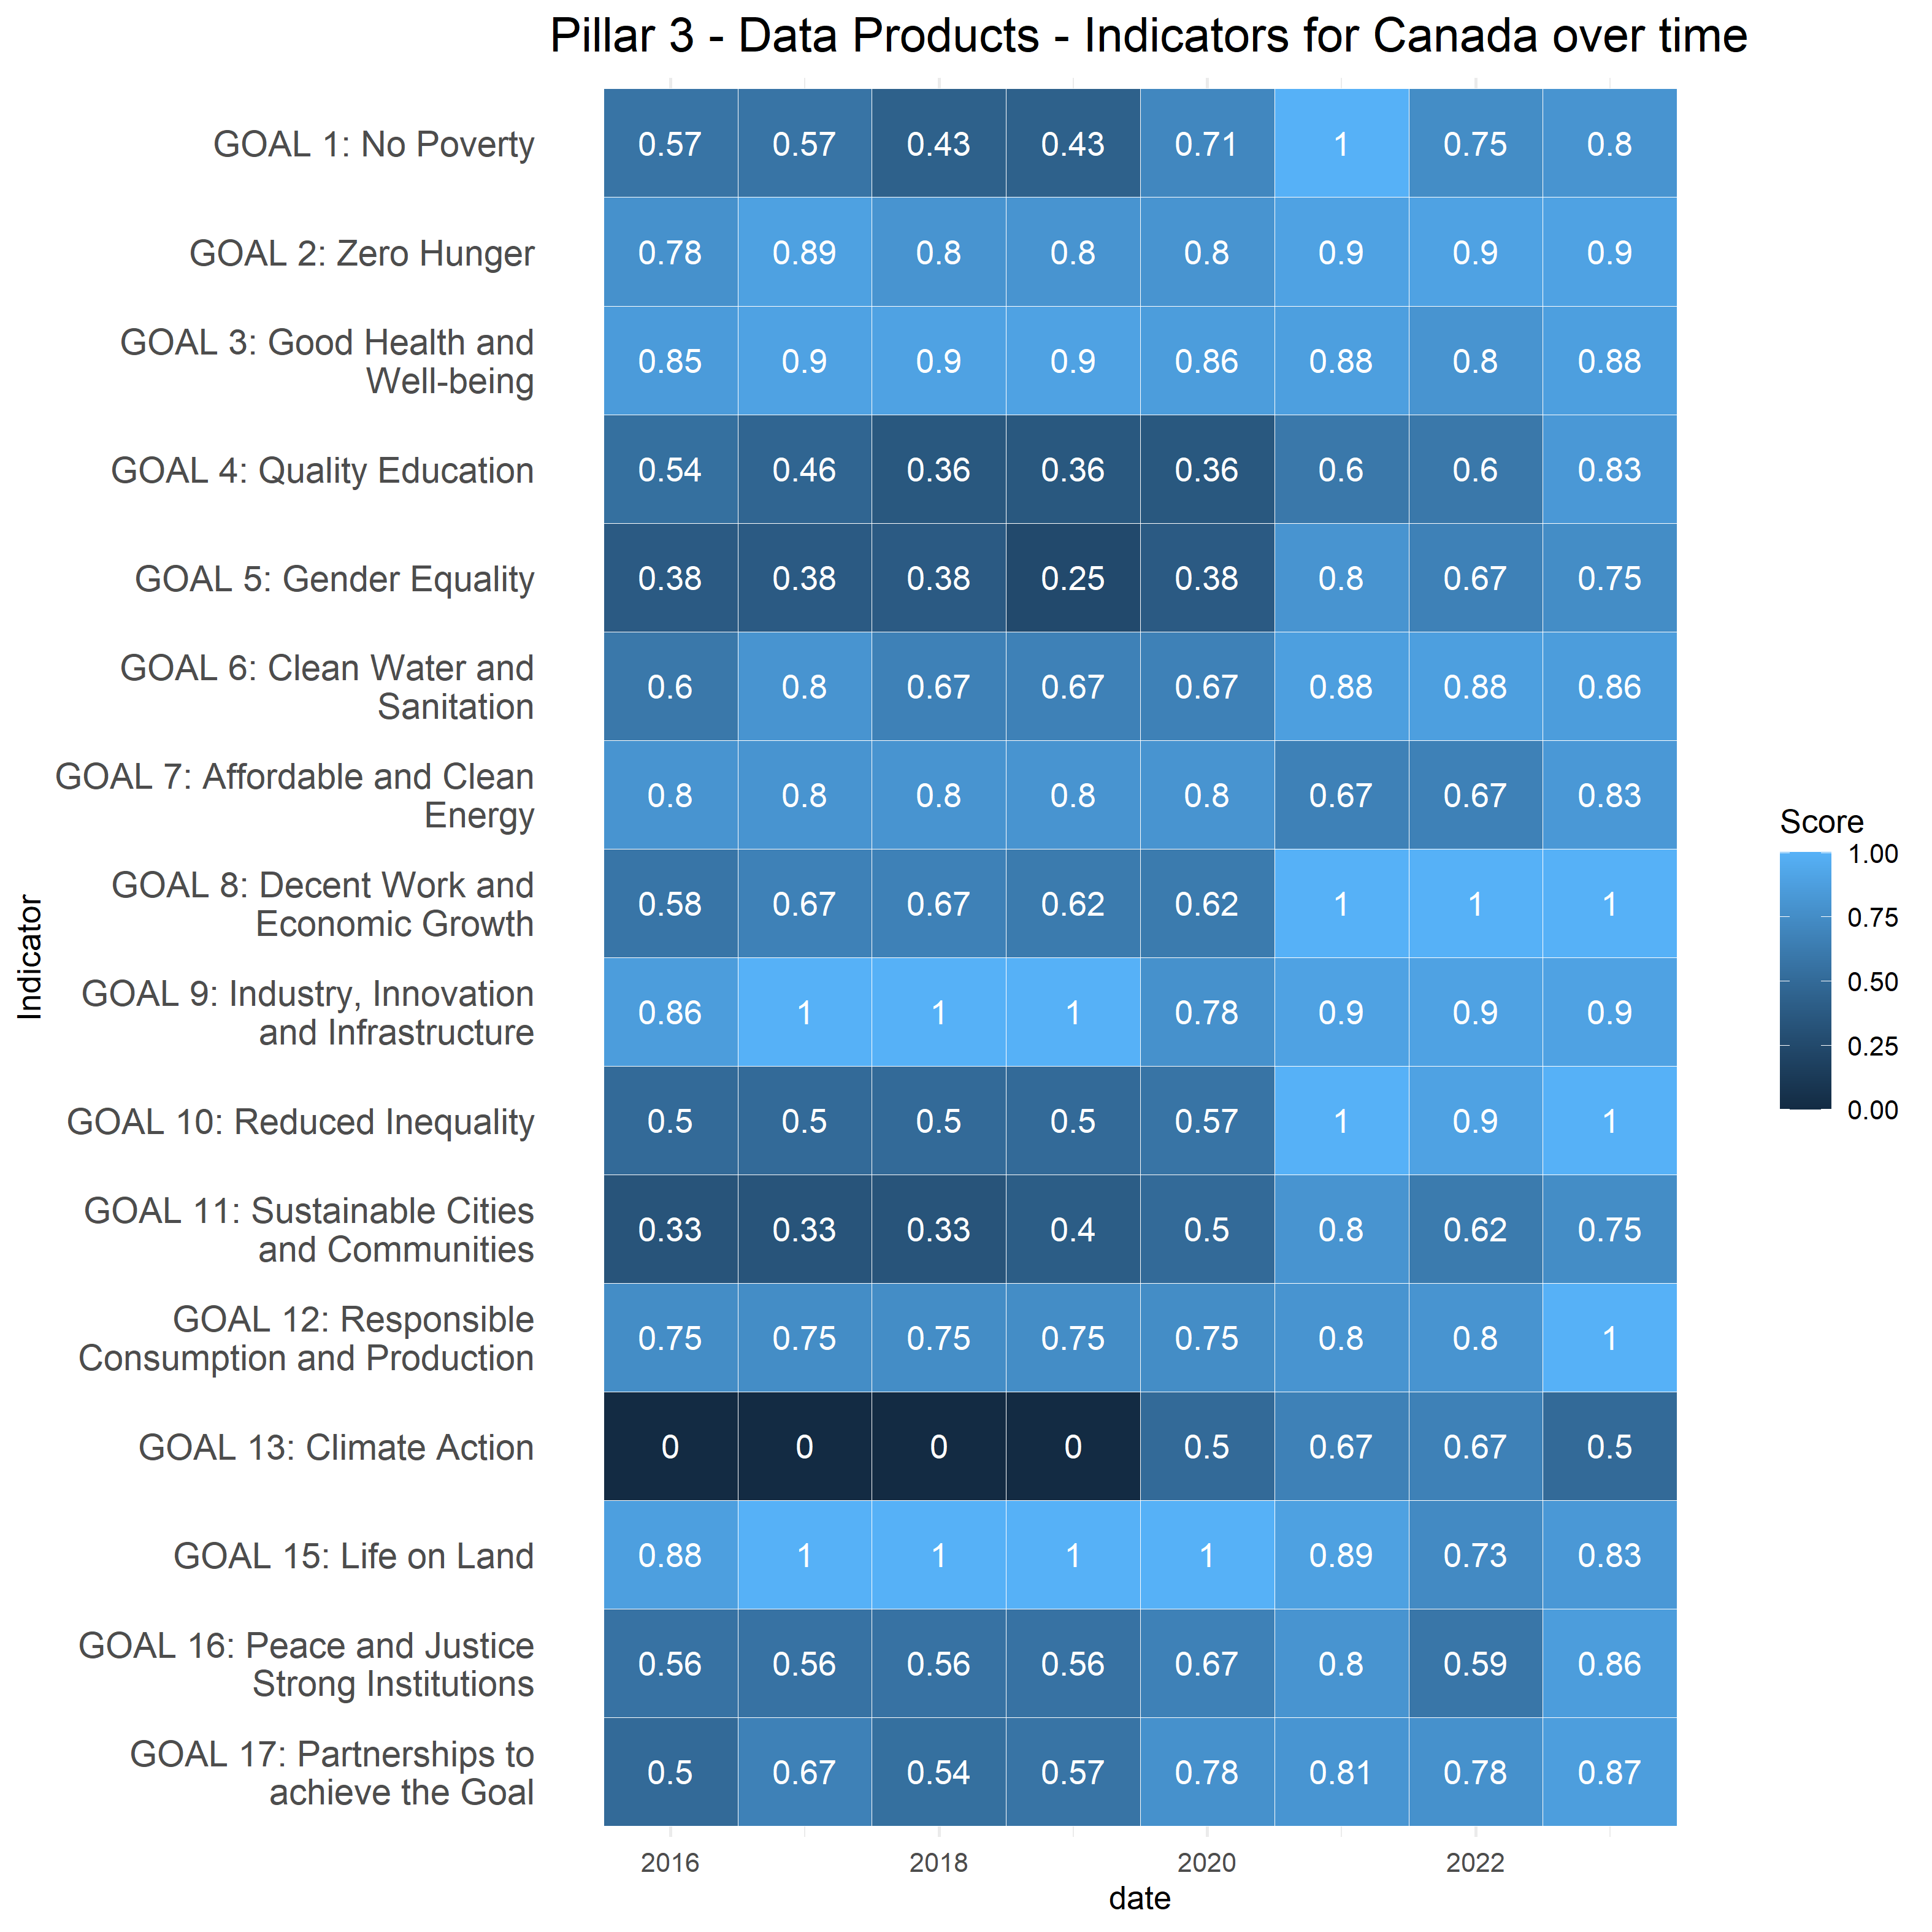 Pillar 3 - Data Products - Indicators for Canada over time
GOAL 1: No Poverty 0.57 0.57 0.43 0.43 0.71 1 0.75 0.8
GOAL 2: Zero Hunger 0.78 0.89 0.8 0.8 0.8 0.9 0.9 0.9
GOAL 3: Good Health and
Well-being 0.85 0.9 0.9 0.9 0.86 0.88 0.8 0.88
GOAL 4: Quality Education 0.54 0.46 0.36 0.36 0.36 0.6 0.6 0.83
GOAL 5: Gender Equality 0.38 0.38 0.38 0.25 0.38 0.8 0.67 0.75
GOAL 6: Clean Water and
Sanitation 0.6 0.8 0.67 0.67 0.67 0.88 0.88 0.86
GOAL 7: Affordable and Clean
Energy 0.8 0.8 0.8 0.8 0.8 0.67 0.67 0.83
GOAL 8: Decent Work and
Economic Growth 0.58 0.67 0.67 0.62 0.62 1 1 1
GOAL 9: Industry, Innovation
and Infrastructure 0.86 1 1 1 0.78 0.9 0.9 0.9
GOAL 10: Reduced Inequality 0.5 0.5 0.5 0.5 0.57 1 0.9 1
GOAL 11: Sustainable Cities
and Communities 0.33 0.33 0.33 0.4 0.5 0.8 0.62 0.75
GOAL 12: Responsible
Consumption and Production 0.75 0.75 0.75 0.75 0.75 0.8 0.8 1
GOAL 13: Climate Action 0 0 0 0 0.5 0.67 0.67 0.5
GOAL 15: Life on Land 0.88 1 1 1 1 0.89 0.73 0.83
GOAL 16: Peace and Justice
Strong Institutions 0.56 0.56 0.56 0.56 0.67 0.8 0.59 0.86
GOAL 17: Partnerships to
achieve the Goal 0.5 0.67 0.54 0.57 0.78 0.81 0.78 0.87
2016 2018 2020 2022
date
Indicator
Score
1.00
0.75
0.50
0.25
0.00